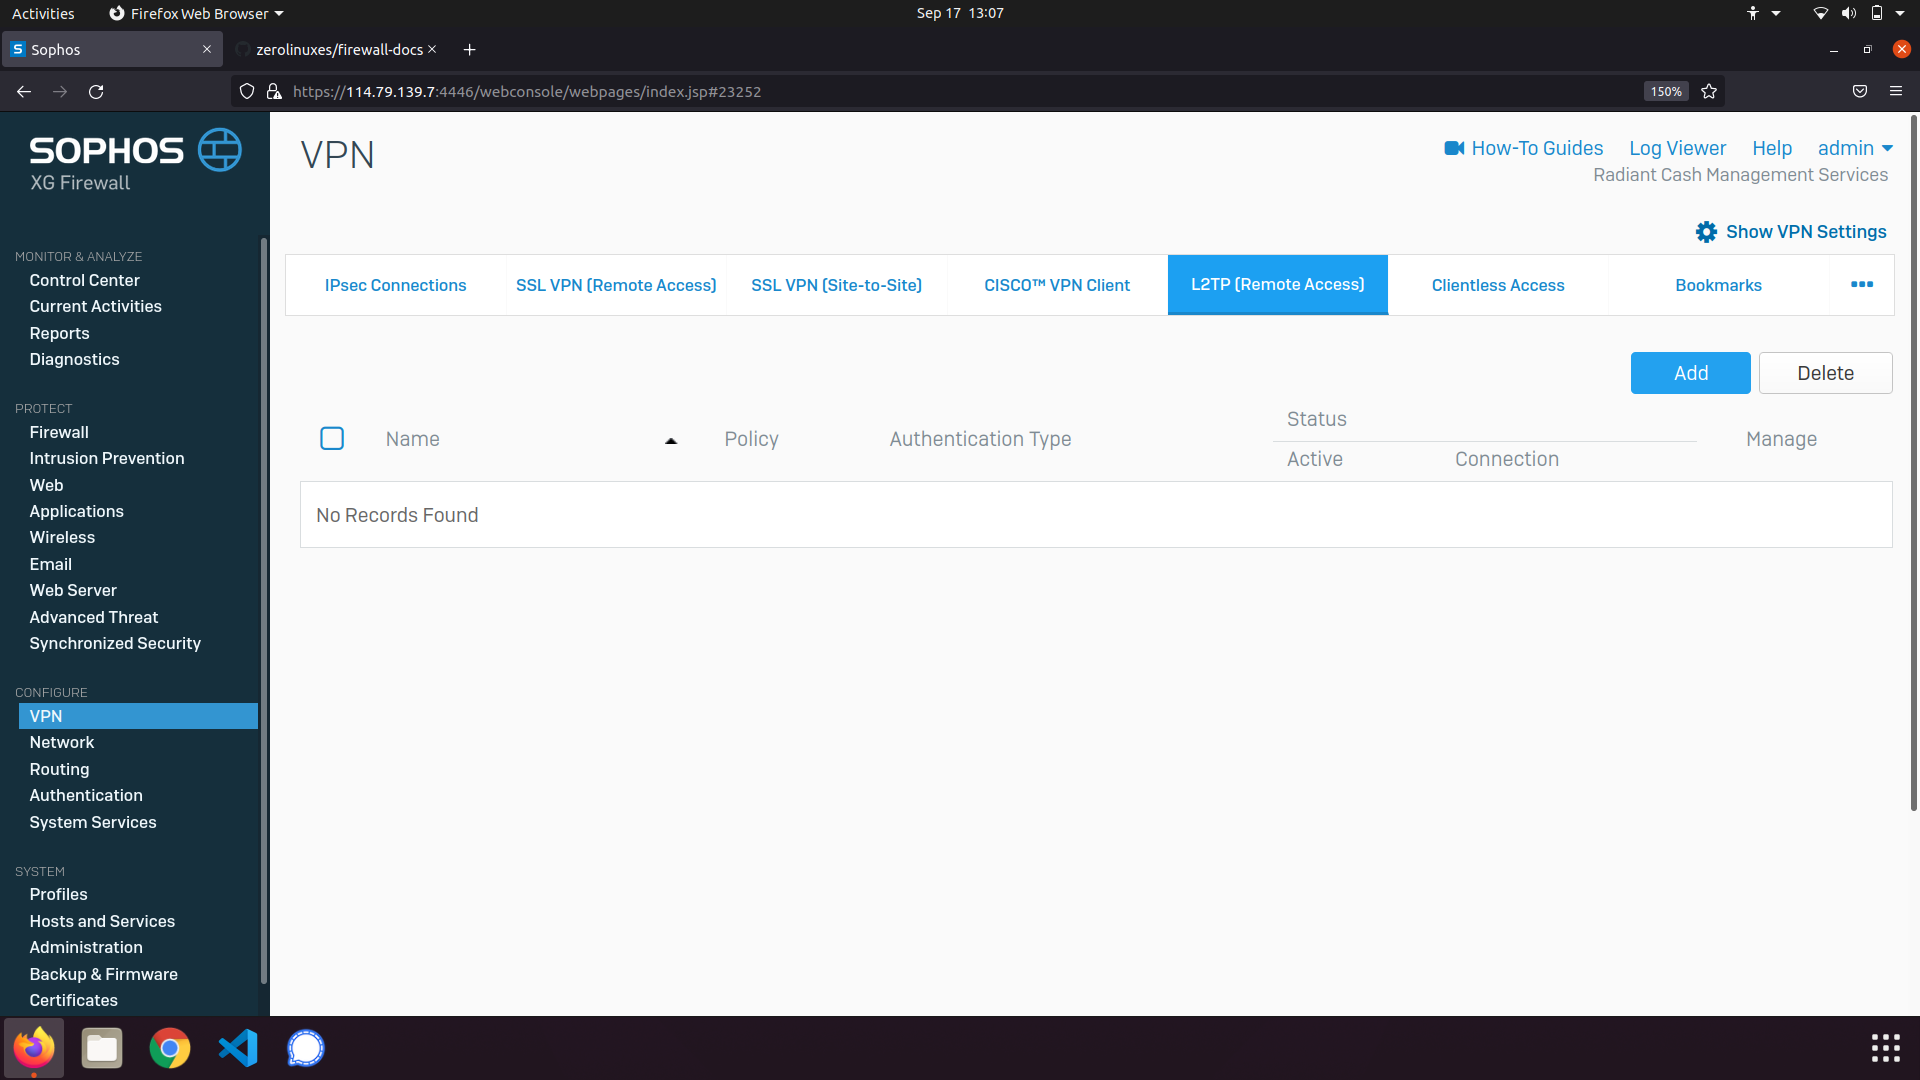 Activities
Firefox Web Browser
Sep 17 13:07
Sophos
zerolinuxes/firewall-docs
https://114.79.139.7:4446/webconsole/webpages/index.jsp#23252
150%
SOPHOS
XG Firewall
MONITOR & ANALYZE
Control Center
Current Activities
Reports
Diagnostics
PROTECT
Firewall
Intrusion Prevention
Web
Applications
Wireless
Email
Web Server
Advanced Threat
Synchronized Security
CONFIGURE
VPN
Network
Routing
Authentication
System Services
SYSTEM
Profiles
Hosts and Services
Administration
Backup & Firmware
Certificates
VPN
How-To Guides
Log Viewer
Help
admin
Radiant Cash Management Services
Show VPN Settings
IPsec Connections
SSL VPN (Remote Access)
SSL VPN (Site-to-Site)
CISCO™ VPN Client
L2TP (Remote Access)
Clientless Access
Bookmarks
Add
Delete
Name
Policy
Authentication Type
Status
Active
Connection
Manage
No Records Found